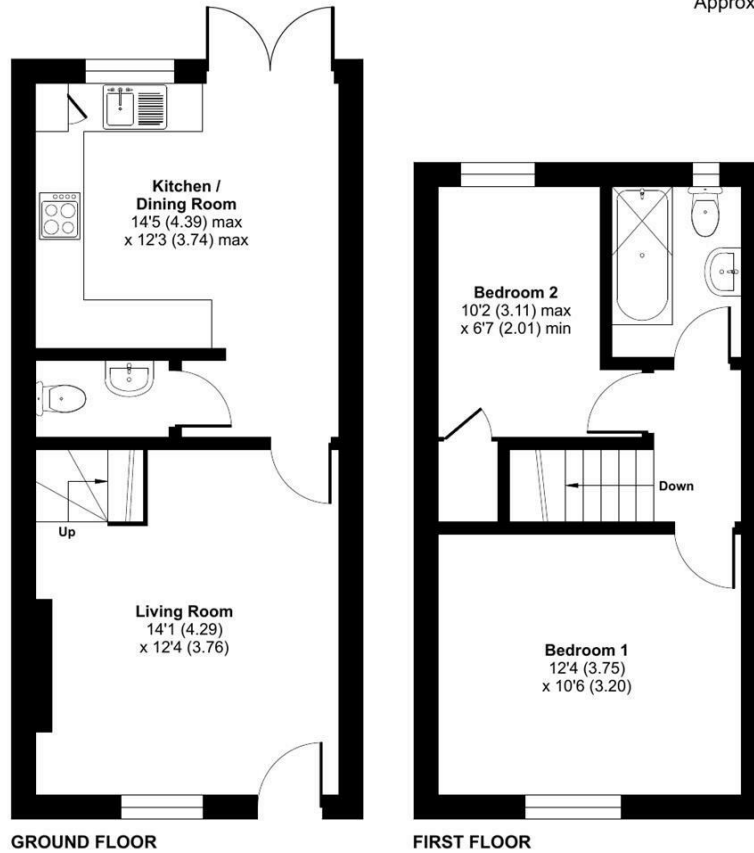 Approx
Kitchen /
Dining Room
14'5 (4.39) max
x 12'3 (3.74) max
Up
Living Room
14'1 (4.29)
x 12'4 (3.76)
GROUND FLOOR
Bedroom 2
10'2 (3.11) max
x 6'7 (2.01) min
Down
Bedroom 1
12'4 (3.75)
x 10'6 (3.20)
FIRST FLOOR